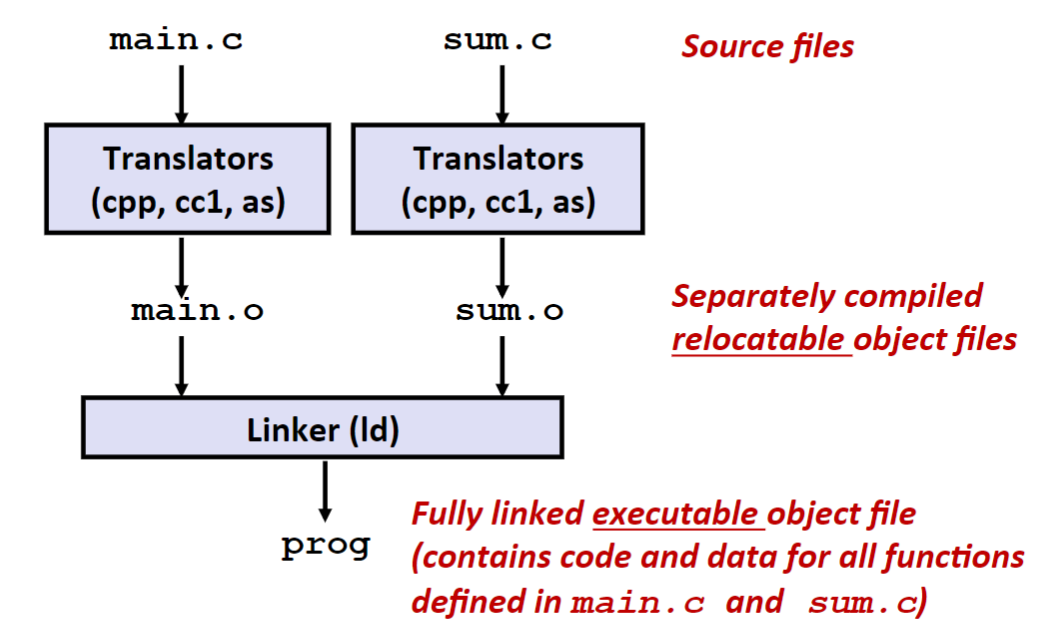 main.c
sum.c
Source files
Translators
(cpp, cc1, as)
Translators
(cpp, cc1, as)
main.o
sum.o
Separately compiled
relocatable object files
Linker (ld)
prog
Fully linked executable object file
(contains code and data for all functions
defined in main.c and sum.c)